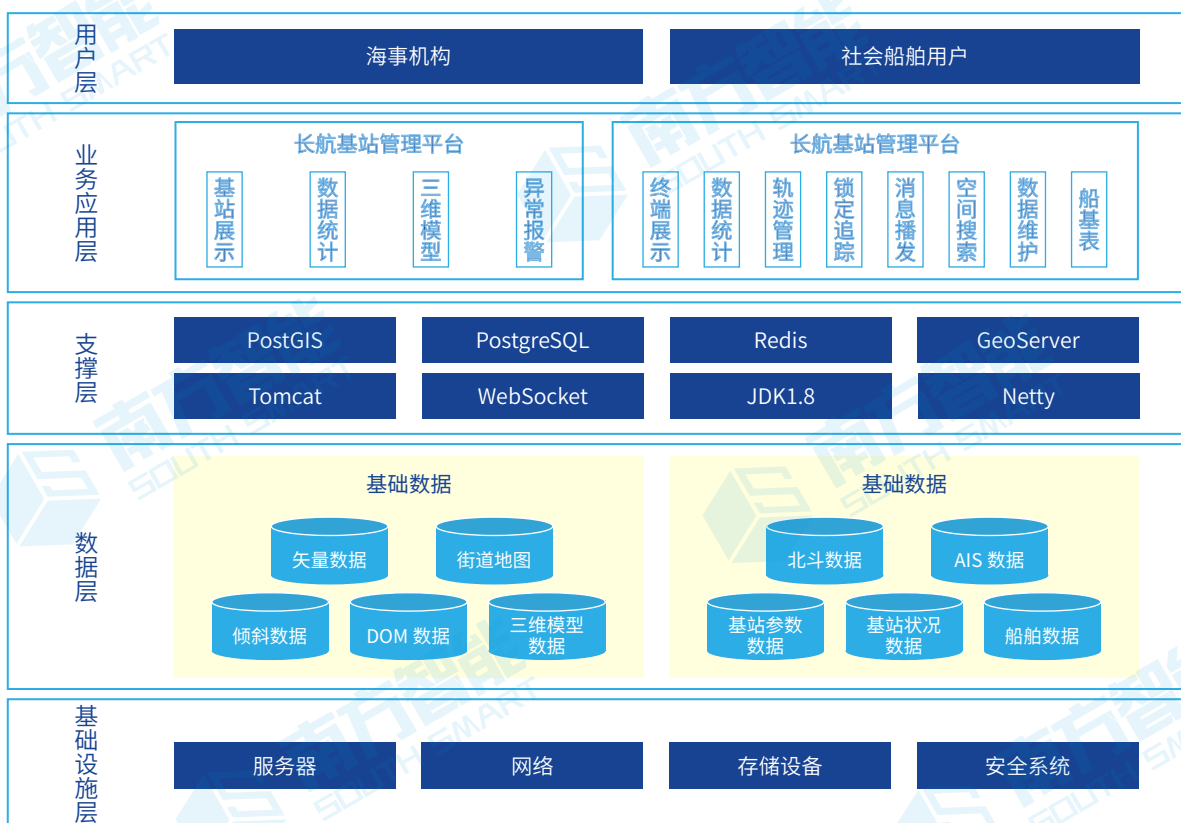 用户层
海事机构
社会船舶用户
业务应用层
长航基站管理平台
基站展示
数据统计
三维模型
异常报警
长航基站管理平台
终端展示
数据统计
轨迹管理
锁定追踪
消息播发
空间搜索
数据维护
船基表
支撑层
PostGIS
PostgreSQL
Redis
GeoServer
Tomcat
WebSocket
JDK1.8
Netty
数据层
基础数据
矢量数据
街道地图
倾斜数据
DOM 数据
三维模型
数据
基础数据
北斗数据
AIS 数据
基站参数
数据
基站状况
数据
船舶数据
基础设施层
服务器
网络
存储设备
安全系统
南方智能
SOUTH SMART